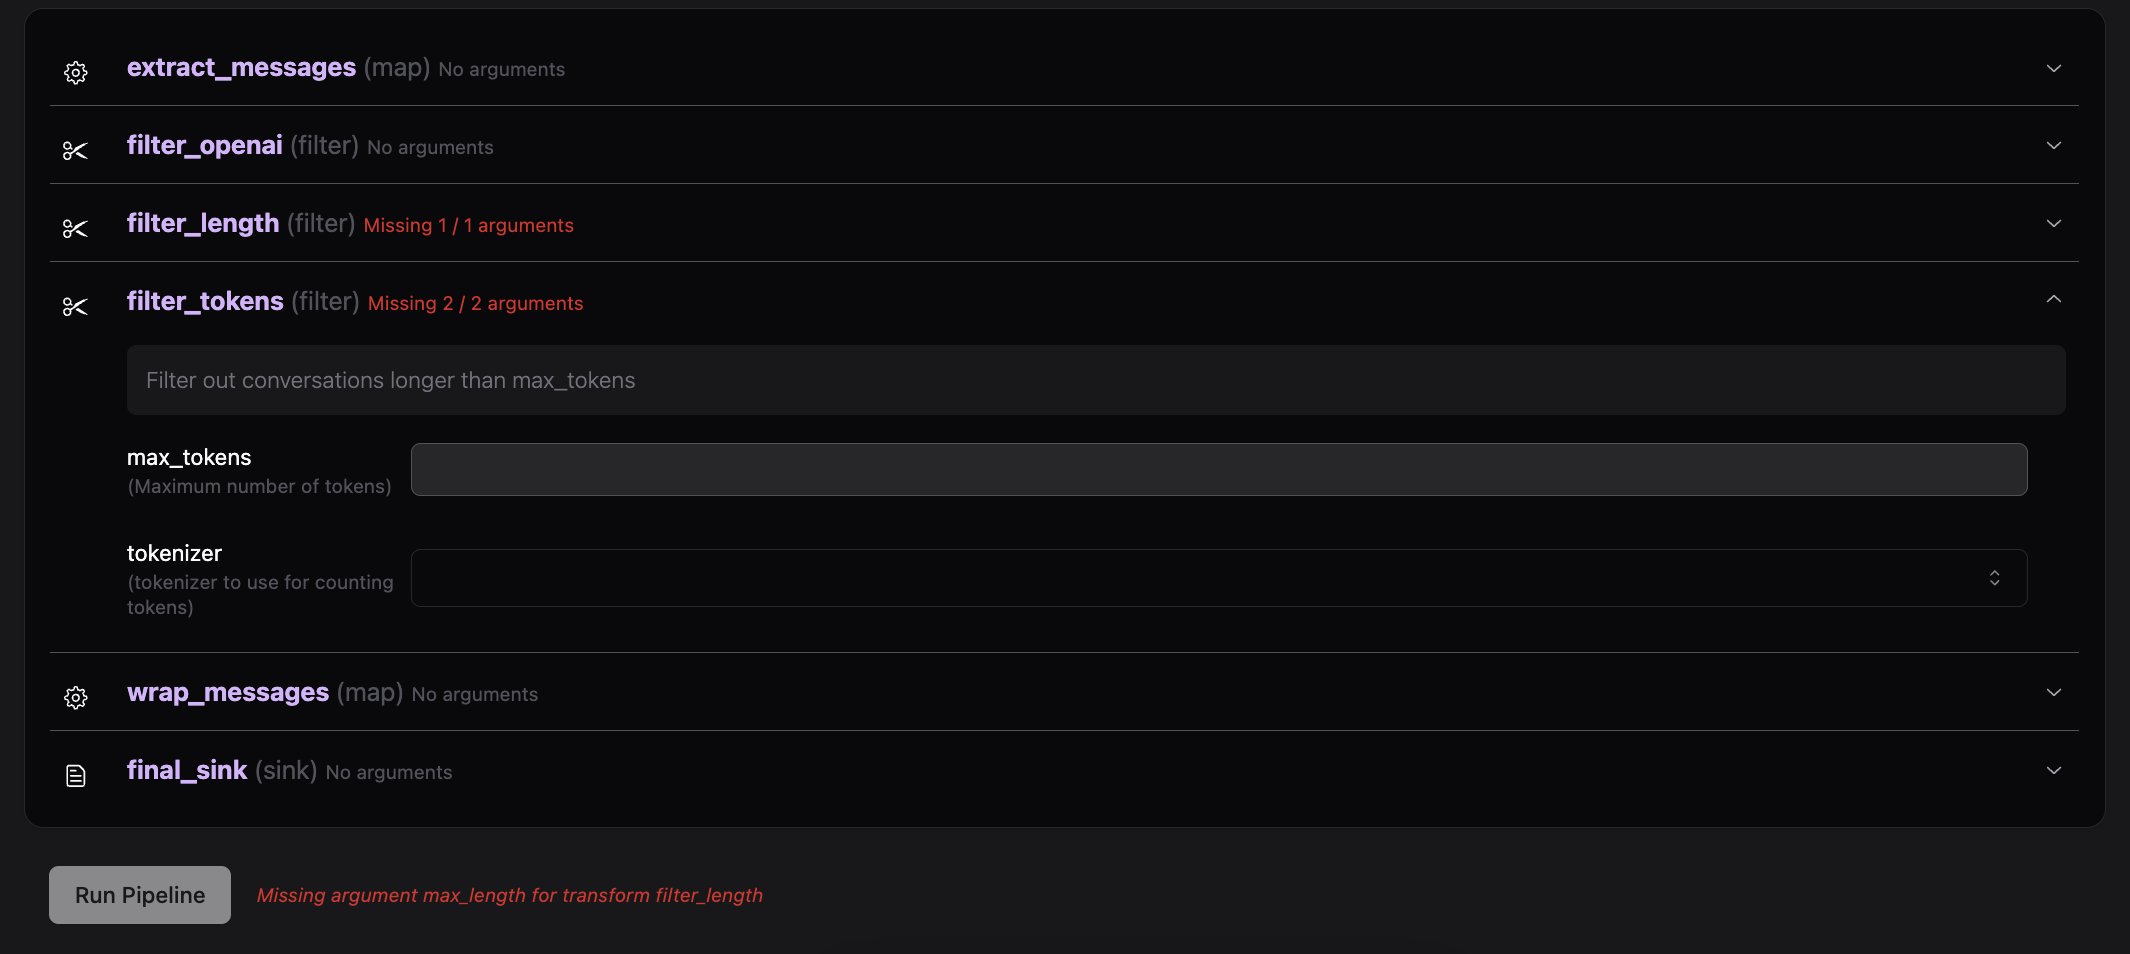 extract_messages (map) No arguments
filter_openai (filter) No arguments
filter_length (filter) Missing 1 / 1 arguments
filter_tokens (filter) Missing 2 / 2 arguments
Filter out conversations longer than max_tokens
max_tokens
(Maximum number of tokens)
tokenizer
(tokenizer to use for counting
tokens)
wrap_messages (map) No arguments
final_sink (sink) No arguments
Run Pipeline
Missing argument max_length for transform filter_length